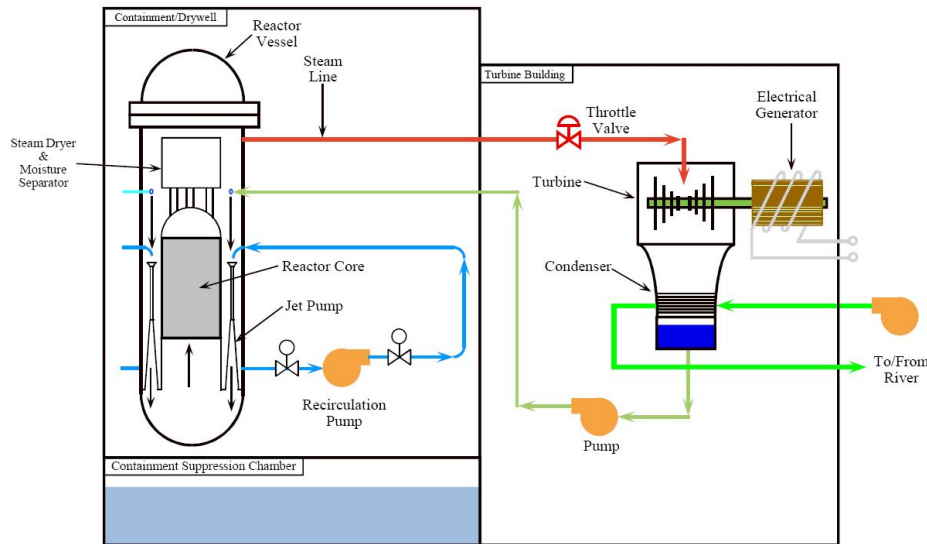 Containment/Drywell
Reactor
Vessel
Steam
Line
Turbine Building
Electrical
Generator
Throttle
Valve
Steam Dryer
&
Moisture
Separator
Turbine
Condenser
Reactor Core
Jet Pump
To/From
River
Recirculation
Pump
Pump
Containment Suppression Chamber